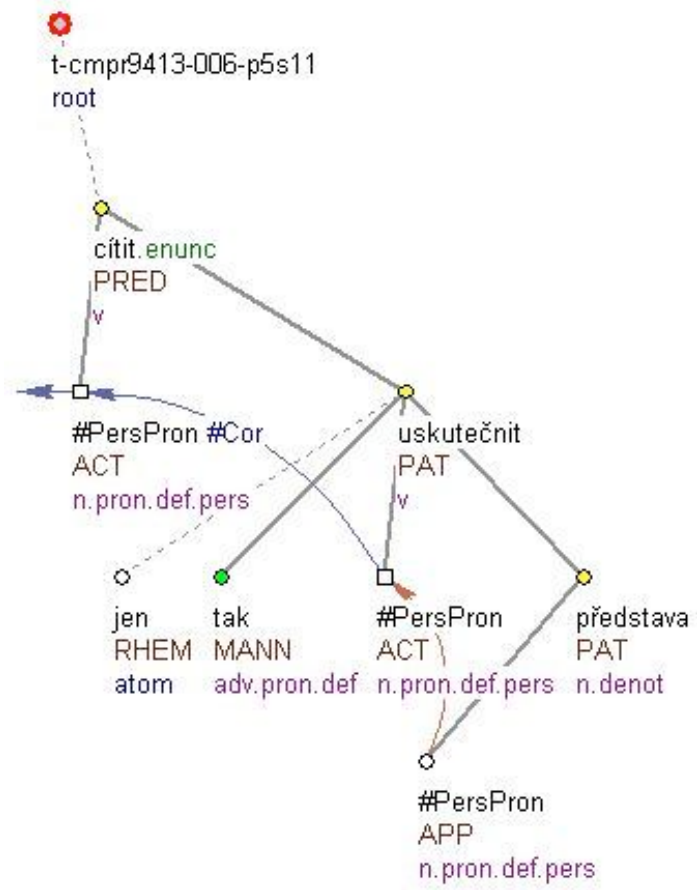 t-cmpr9413-006-p5s11
root
cítit.enunc
PRED
v
#PersPron #Cor uskutečnit
ACT PAT
n.pron.def.pers v
jen tak #PersPron představa
RHEM MANN ACT PAT
atom adv.pron.def n.pron.def.pers n.denot
#PersPron
APP
n.pron.def.pers